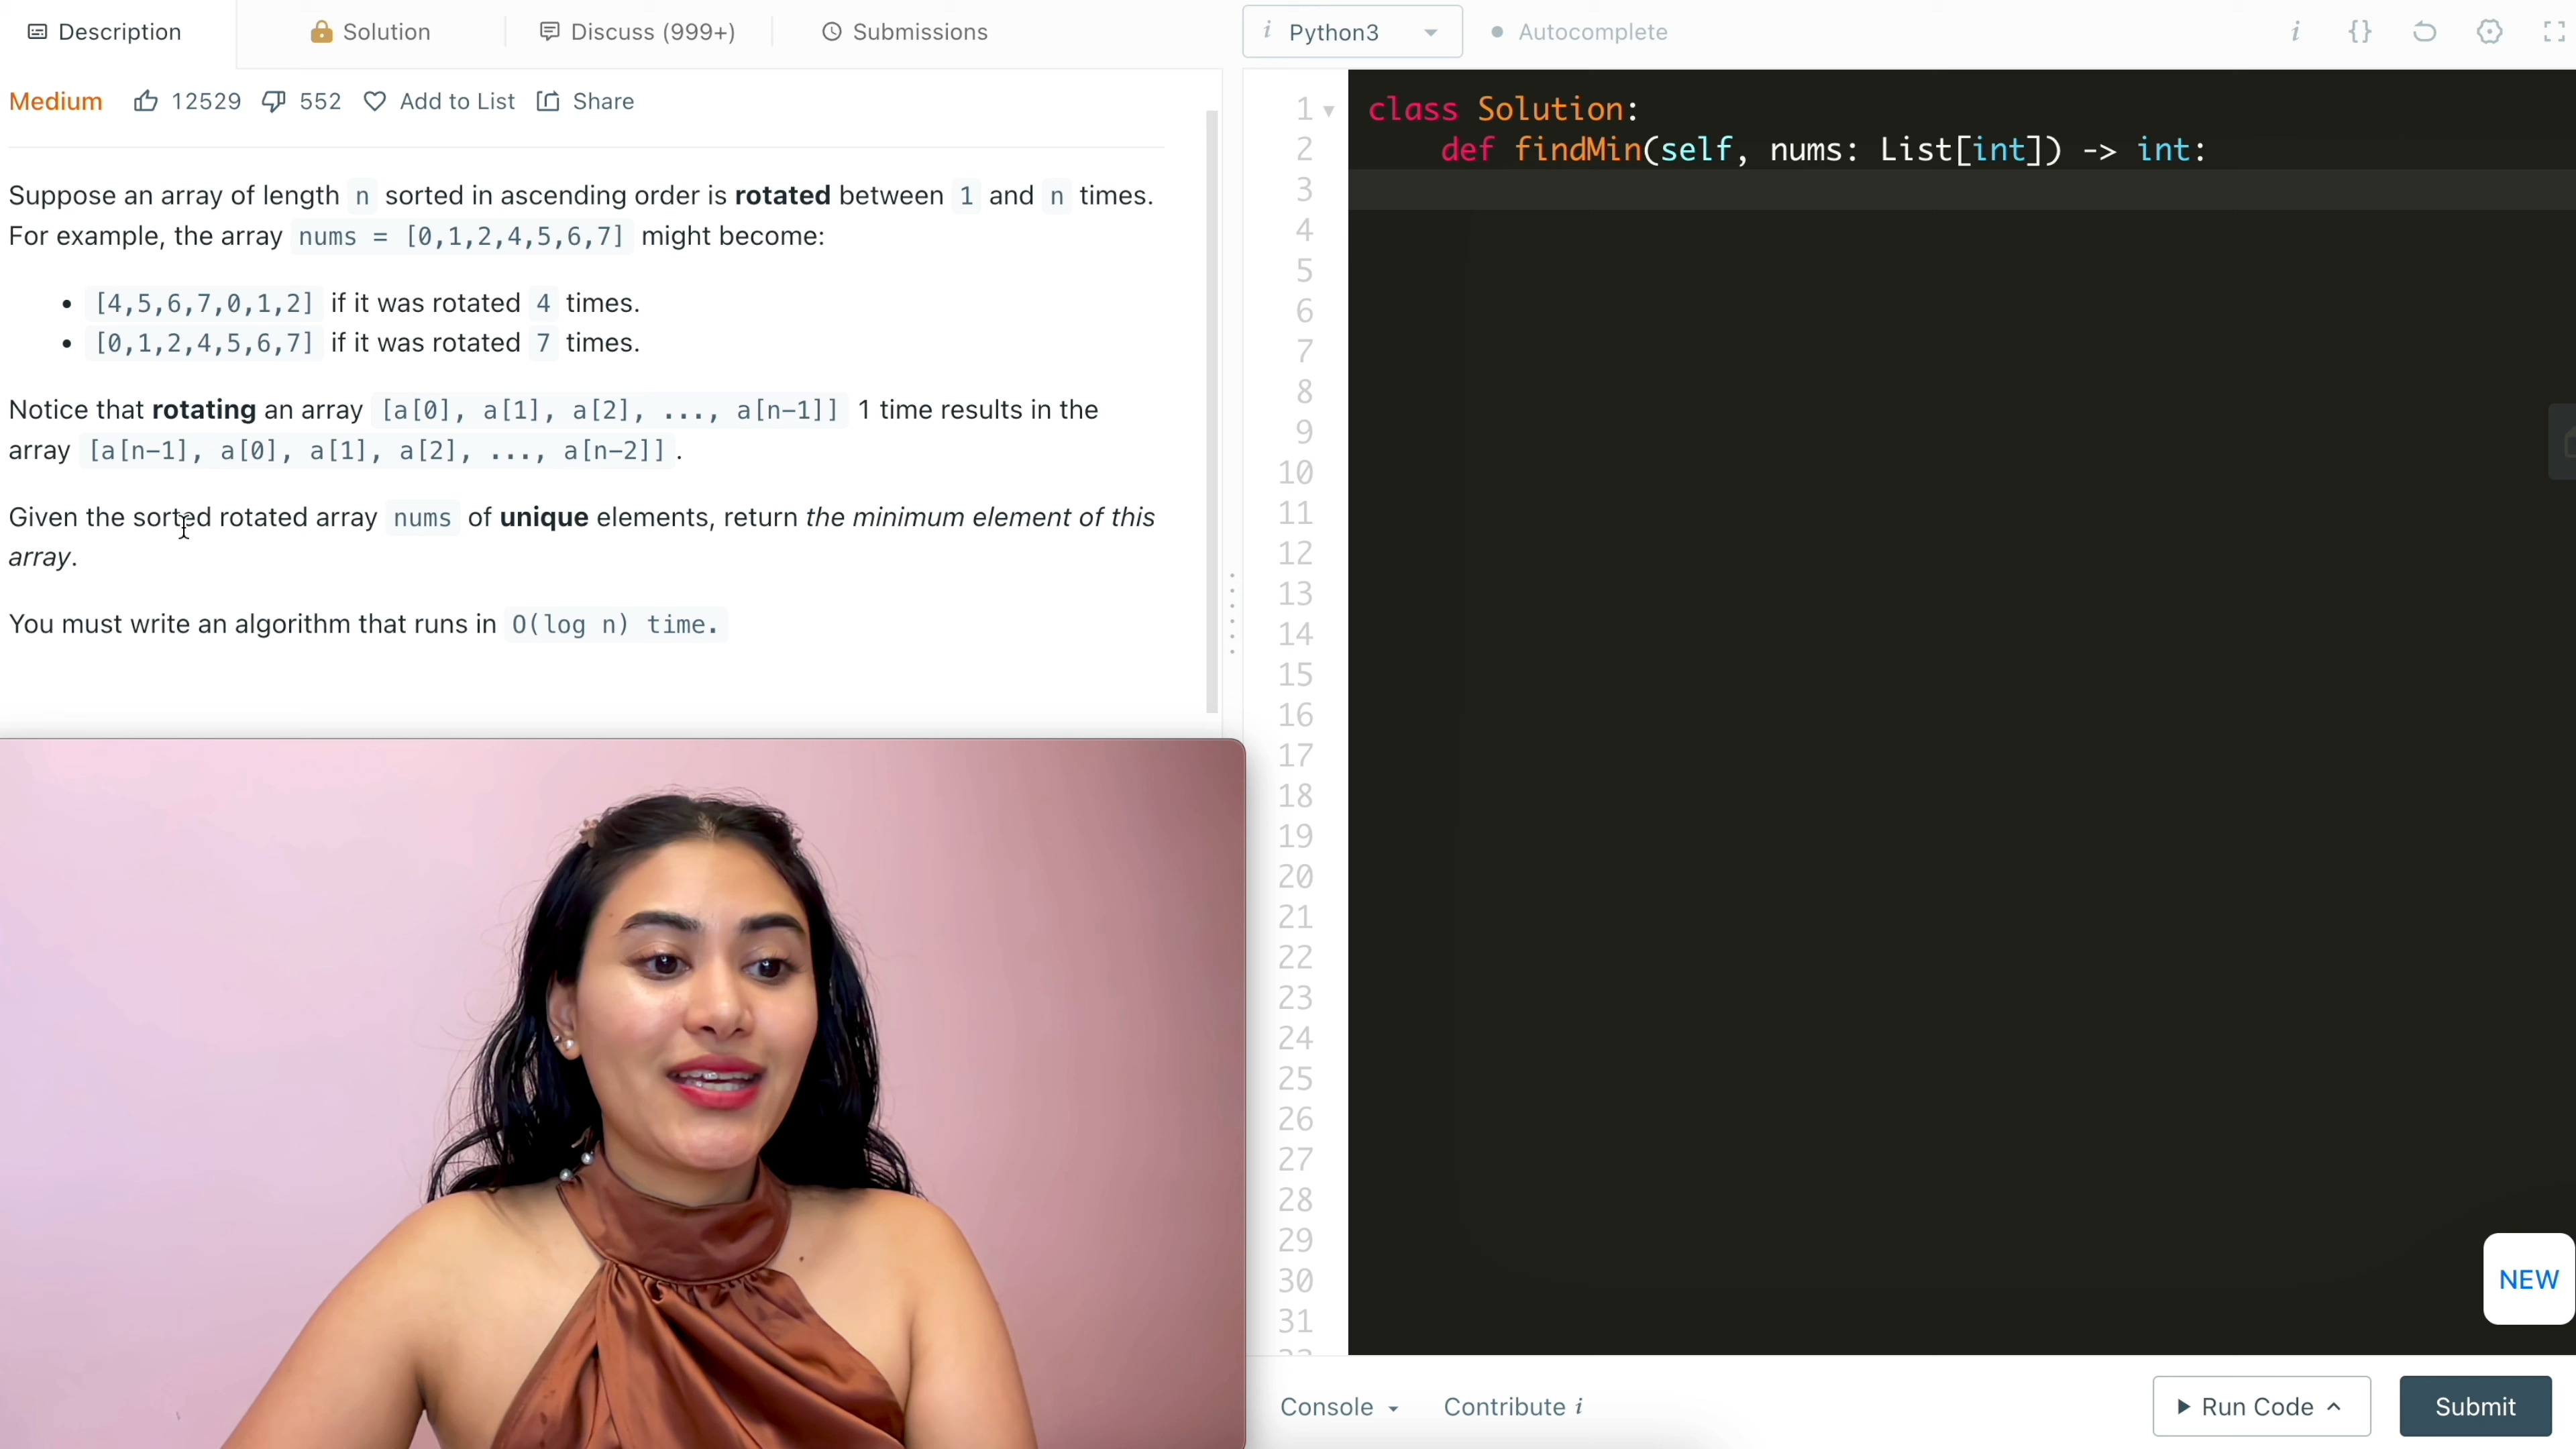 Description
Solution
Discuss (999+)
Submissions
i Python3
Autocomplete
i {}
Medium 12529 552 Add to List Share
Suppose an array of length n sorted in ascending order is rotated between 1 and n times.
For example, the array nums = [0,1,2,4,5,6,7] might become:
• [4,5,6,7,0,1,2] if it was rotated 4 times.
• [0,1,2,4,5,6,7] if it was rotated 7 times.
Notice that rotating an array [a[0], a[1], a[2], ..., a[n-1]] 1 time results in the
array [a[n-1], a[0], a[1], a[2], ..., a[n-2]].
Given the sorted rotated array nums of unique elements, return the minimum element of this
array.
You must write an algorithm that runs in O(log n) time.
1 class Solution:
2 def findMin(self, nums: List[int]) -> int:
3
4
5
6
7
8
9
10
11
12
13
14
15
16
17
18
19
20
21
22
23
24
25
26
27
28
29
30
31
NEW
Console
Contribute i
Run Code
Submit